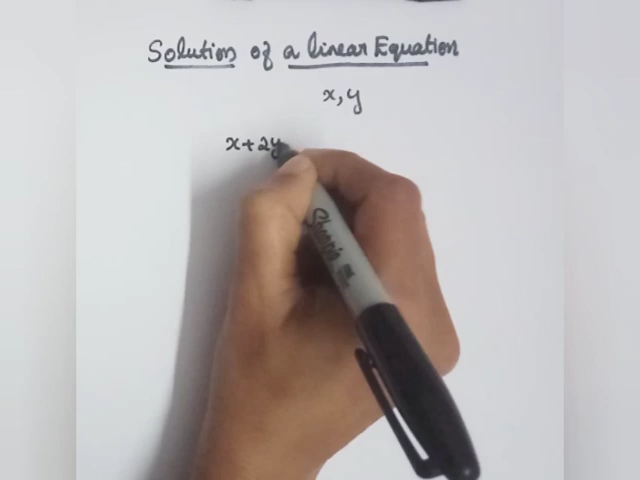 Solution of a linear Equation
x, y
x + 2y
Sharpie